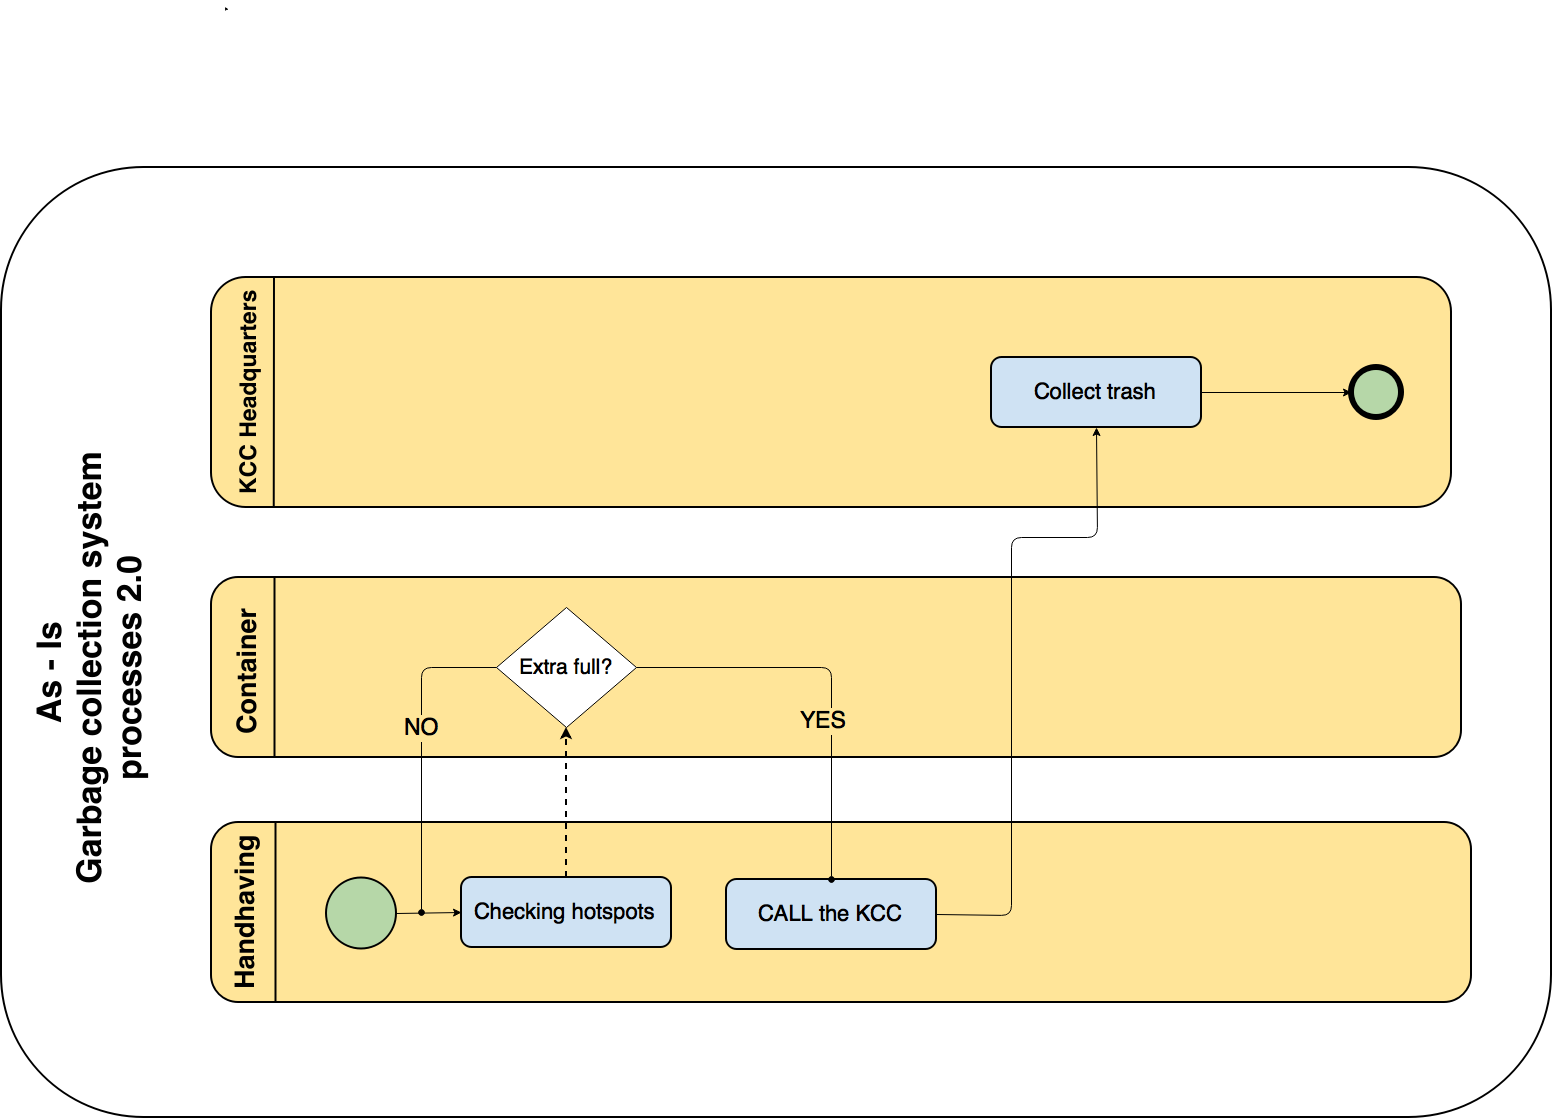 As - Is
Garbage collection system
processes 2.0
KCC Headquarters
Collect trash
Container
Extra full?
NO
YES
Handhaving
Checking hotspots
CALL the KCC